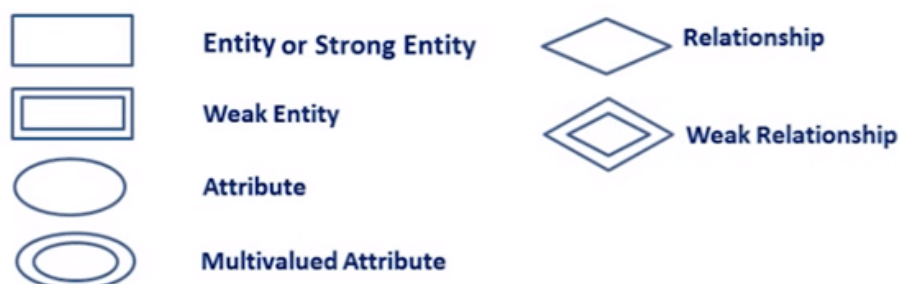 Entity or Strong Entity
Relationship
Weak Entity
Weak Relationship
Attribute
Multivalued Attribute